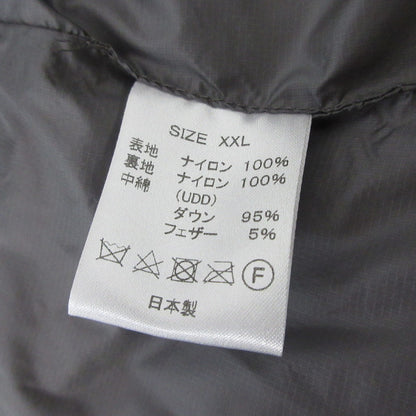 SIZE XXL
表地 ナイロン 100%
裏地 ナイロン 100%
中綿 (UDD)
ダウン 95%
フェザー 5%
F
日本製